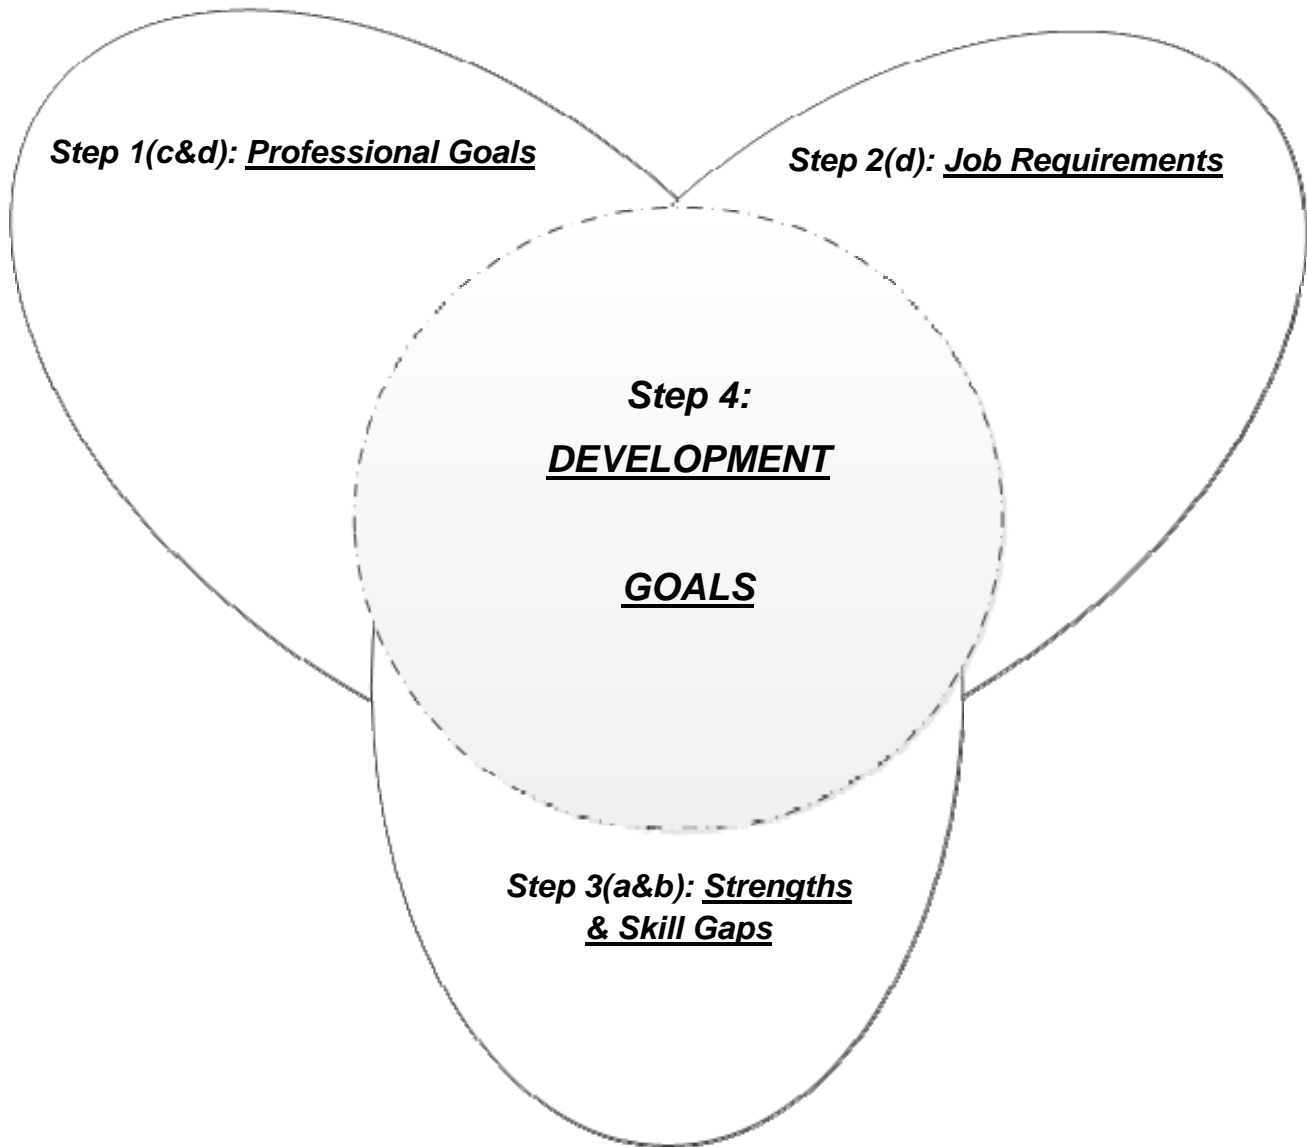 Step 1(c&d): Professional Goals
Step 2(d): Job Requirements
Step 4:
DEVELOPMENT
GOALS
Step 3(a&b): Strengths
& Skill Gaps